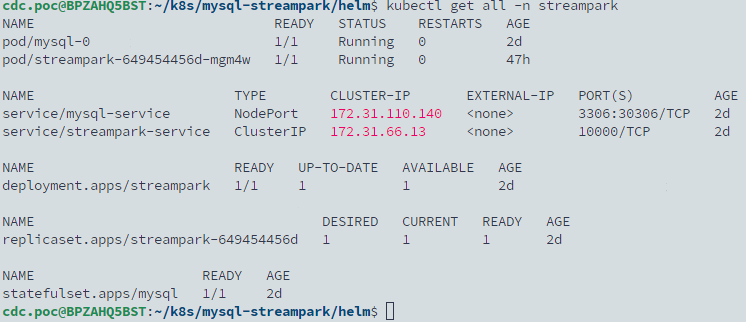 cdc.poc@BPZAHQ5BST:~/k8s/mysql-streampark/helm$ kubectl get all -n streampark
NAME READY STATUS RESTARTS AGE
pod/mysql-0 1/1 Running 0 2d
pod/streampark-649454456d-mgm4w 1/1 Running 0 47h
NAME TYPE CLUSTER-IP EXTERNAL-IP PORT(S) AGE
service/mysql-service NodePort 172.31.110.140 <none> 3306:30306/TCP 2d
service/streampark-service ClusterIP 172.31.66.13 <none> 10000/TCP 2d
NAME READY UP-TO-DATE AVAILABLE AGE
deployment.apps/streampark 1/1 1 1 2d
NAME DESIRED CURRENT READY AGE
replicaset.apps/streampark-649454456d 1 1 1 2d
NAME READY AGE
statefulset.apps/mysql 1/1 2d
cdc.poc@BPZAHQ5BST:~/k8s/mysql-streampark/helm$